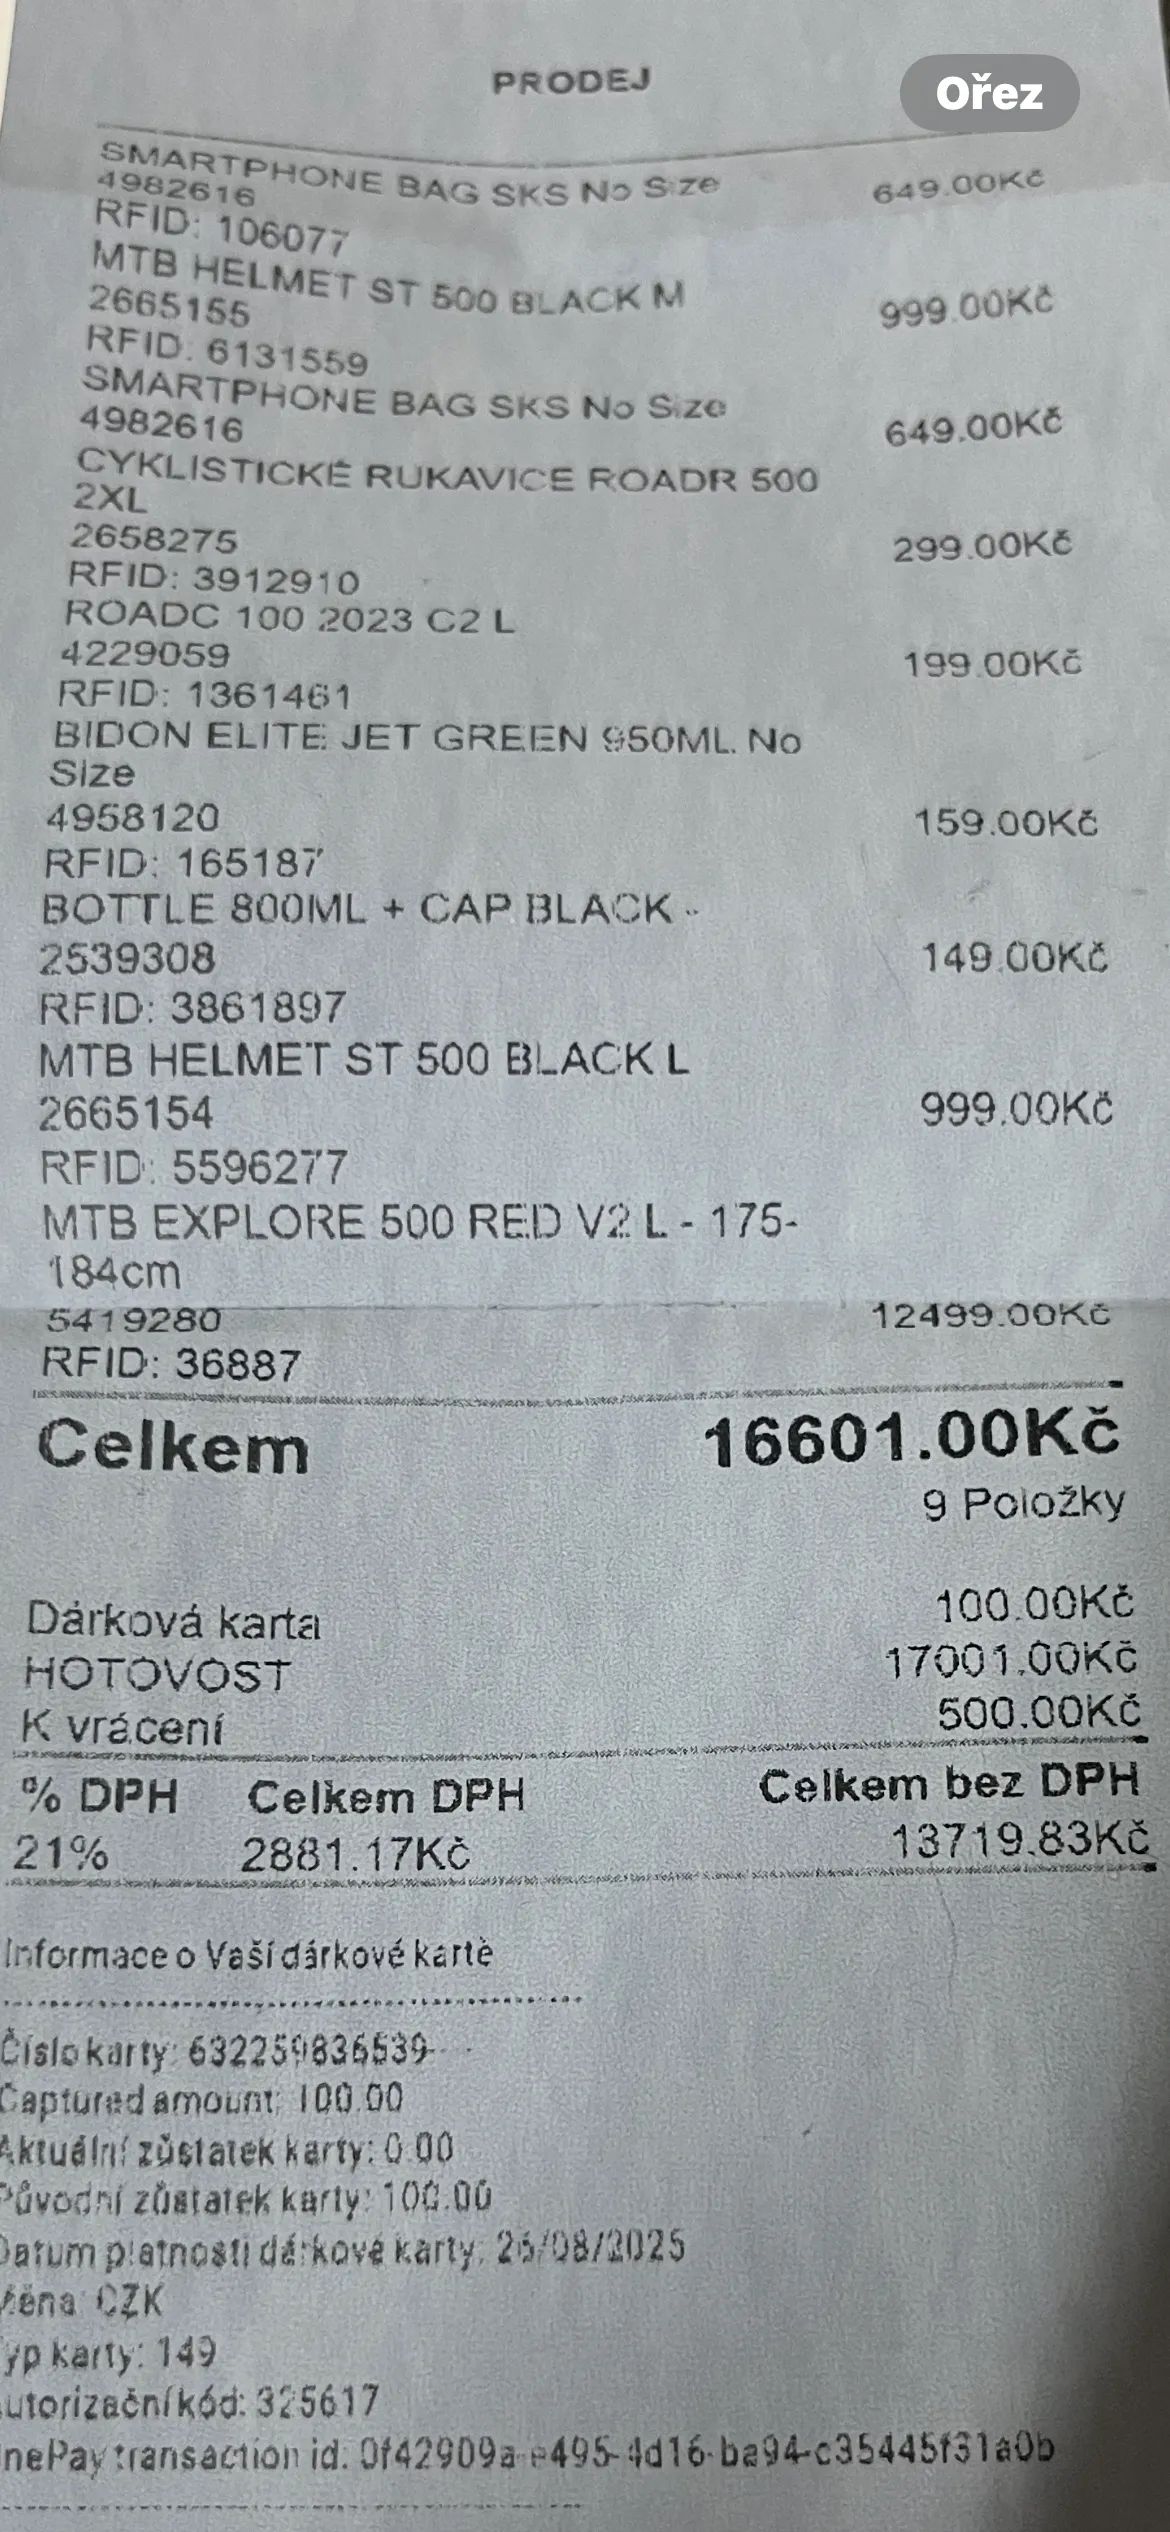 PRODEJ
Ořez
SMARTPHONE BAG SKS No Size
4982616 649.00Kč
RFID: 106077
MTB HELMET ST 500 BLACK M
2665155 999.00Kč
RFID: 6131559
SMARTPHONE BAG SKS No Size
4982616 649.00Kč
CYKLISTICKÉ RUKAVICE ROADR 500
2XL
2658275 299.00Kč
RFID: 3912910
ROADC 100 2023 C2 L
4229059 199.00Kč
RFID: 1361461
BIDON ELITE JET GREEN 950ML No
Size
4958120 159.00Kč
RFID: 165187
BOTTLE 800ML + CAP BLACK -
2539308 149.00Kč
RFID: 3861897
MTB HELMET ST 500 BLACK L
2665154 999.00Kč
RFID: 5596277
MTB EXPLORE 500 RED V2 L - 175-
184cm
5419280 12499.00Kč
RFID: 36887
Celkem 16601.00Kč
9 Položky
Dárková karta 100.00Kč
HOTOVOST 17001.00Kč
K vrácení 500.00Kč
% DPH Celkem DPH Celkem bez DPH
21% 2881.17Kč 13719.83Kč
Informace o Vaší dárkové kartě
Číslo karty: 632259836539
Captured amount: 100.00
Aktuální zůstatek karty: 0.00
Původní zůstatek karty: 100.00
Datum platnosti dárkové karty: 26/08/2025
Měna: CZK
yp karty: 149
utorizační kód: 325617
nePay transaction id: 0f42909a-e495-4d16-ba94-c35445f31a0b